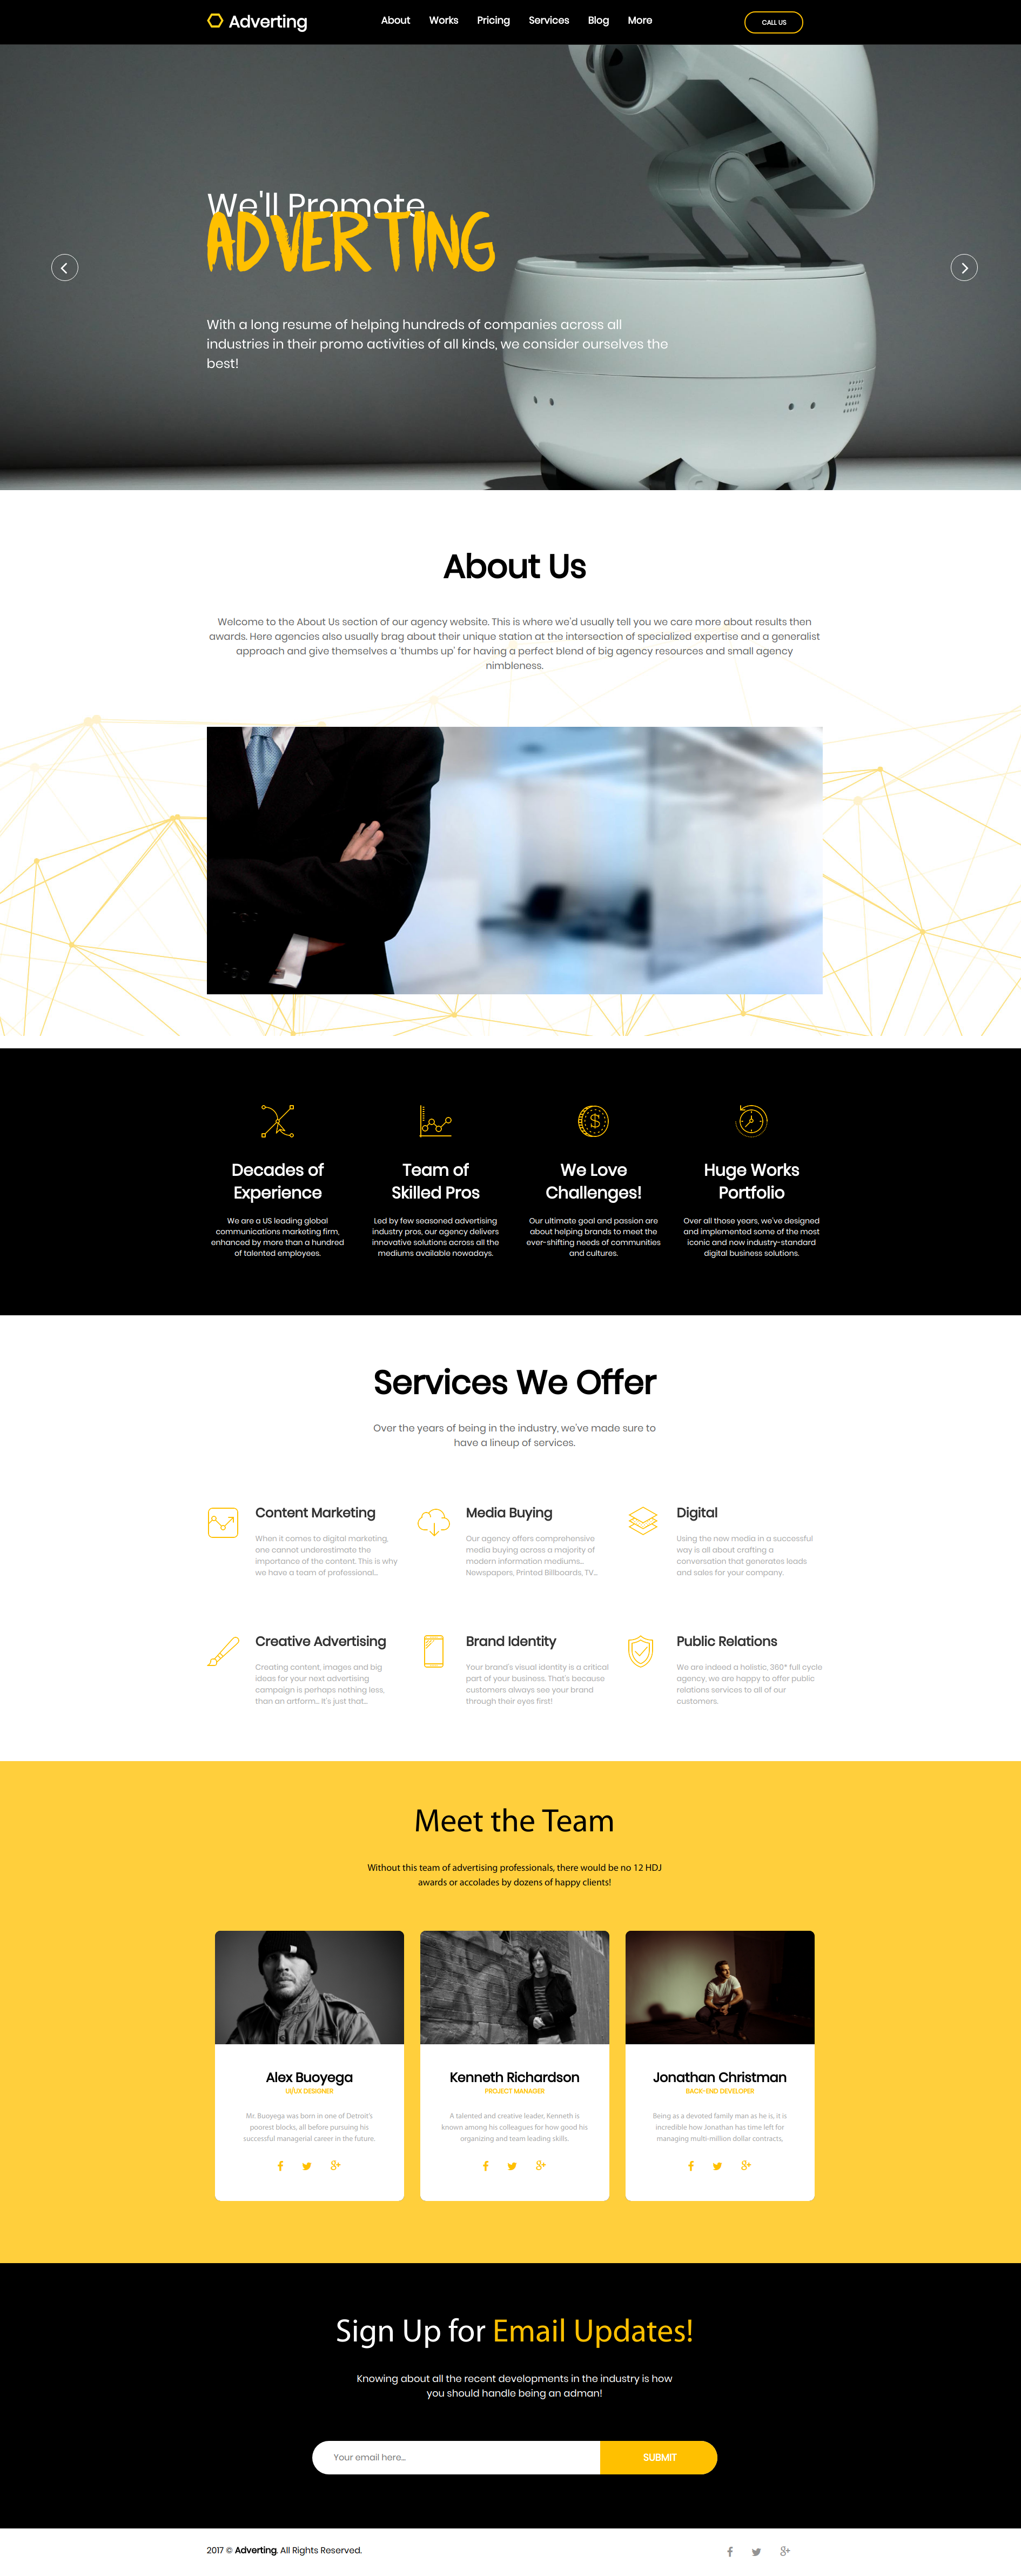 Adverting
About Works Pricing Services Blog More
CALL US
We'll Promote
ADVERTING
With a long resume of helping hundreds of companies across all
industries in their promo activities of all kinds, we consider ourselves the
best!
About Us
Welcome to the About Us section of our agency website. This is where we'd usually tell you we care more about results then
awards. Here agencies also usually brag about their unique station at the intersection of specialized expertise and a generalist
approach and give themselves a 'thumbs up' for having a perfect blend of big agency resources and small agency
nimbleness.
Decades of
Experience
We are a US leading global
communications marketing firm,
enhanced by more than a hundred
of talented employees.
Team of
Skilled Pros
Led by few seasoned advertising
industry pros, our agency delivers
innovative solutions across all the
mediums available nowadays.
We Love
Challenges!
Our ultimate goal and passion are
about helping brands to meet the
ever-shifting needs of communities
and cultures.
Huge Works
Portfolio
Over all those years, we've designed
and implemented some of the most
iconic and now industry-standard
digital business solutions.
Services We Offer
Over the years of being in the industry, we've made sure to
have a lineup of services.
Content Marketing
When it comes to digital marketing,
one cannot underestimate the
importance of the content. This is why
we have a team of professional...
Media Buying
Our agency offers comprehensive
media buying across a majority of
modern information mediums...
Newspapers, Printed Billboards, TV...
Digital
Using the new media in a successful
way is all about crafting a
conversation that generates leads
and sales for your company.
Creative Advertising
Creating content, images and big
ideas for your next advertising
campaign is perhaps nothing less,
than an artform... It's just that...
Brand Identity
Your brand's visual identity is a critical
part of your business. That's because
customers always see your brand
through their eyes first!
Public Relations
We are indeed a holistic, 360° full cycle
agency, we are happy to offer public
relations services to all of our
customers.
Meet the Team
Without this team of advertising professionals, there would be no 12 HDJ
awards or accolades by dozens of happy clients!
Alex Buoyega
UI/UX DESIGNER
Mr. Buoyega was born in one of Detroit's
poorest blocks, all before pursuing his
successful managerial career in the future.
Kenneth Richardson
PROJECT MANAGER
A talented and creative leader, Kenneth is
known among his colleagues for how good his
organizing and team leading skills.
Jonathan Christman
BACK-END DEVELOPER
Being as a devoted family man as he is, it is
incredible how Jonathan has time left for
managing multi-million dollar contracts,
Sign Up for Email Updates!
Knowing about all the recent developments in the industry is how
you should handle being an adman!
Your email here...
SUBMIT
2017 © Adverting. All Rights Reserved.